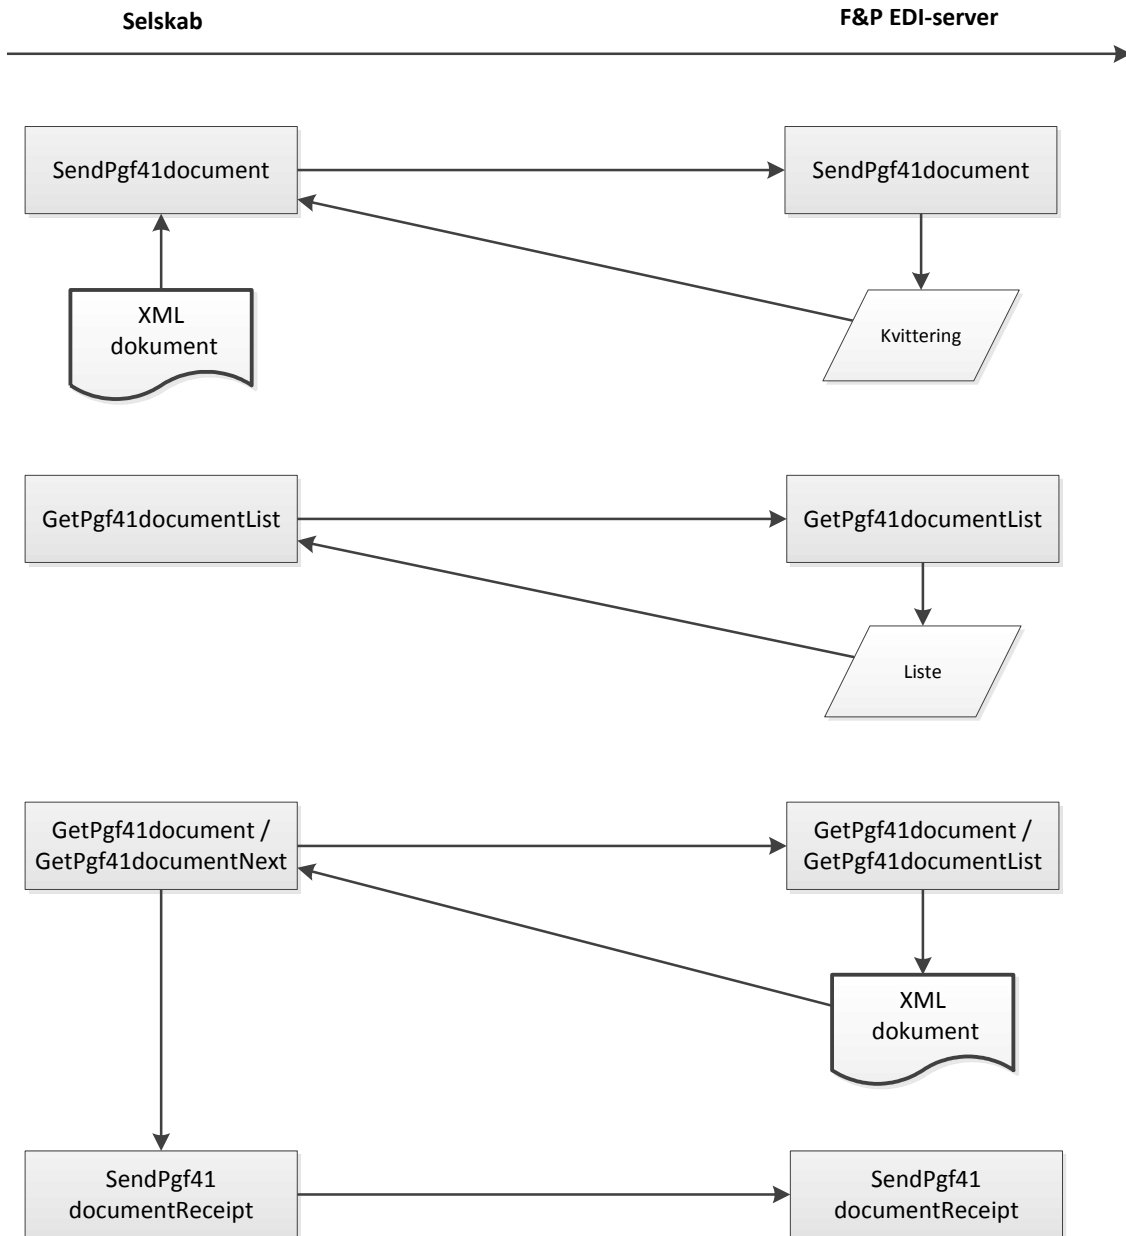 Selskab
F&P EDI-server
SendPgf41document
SendPgf41document
XML
dokument
Kvittering
GetPgf41documentList
GetPgf41documentList
Liste
GetPgf41document /
GetPgf41documentNext
GetPgf41document /
GetPgf41documentList
XML
dokument
SendPgf41
documentReceipt
SendPgf41
documentReceipt